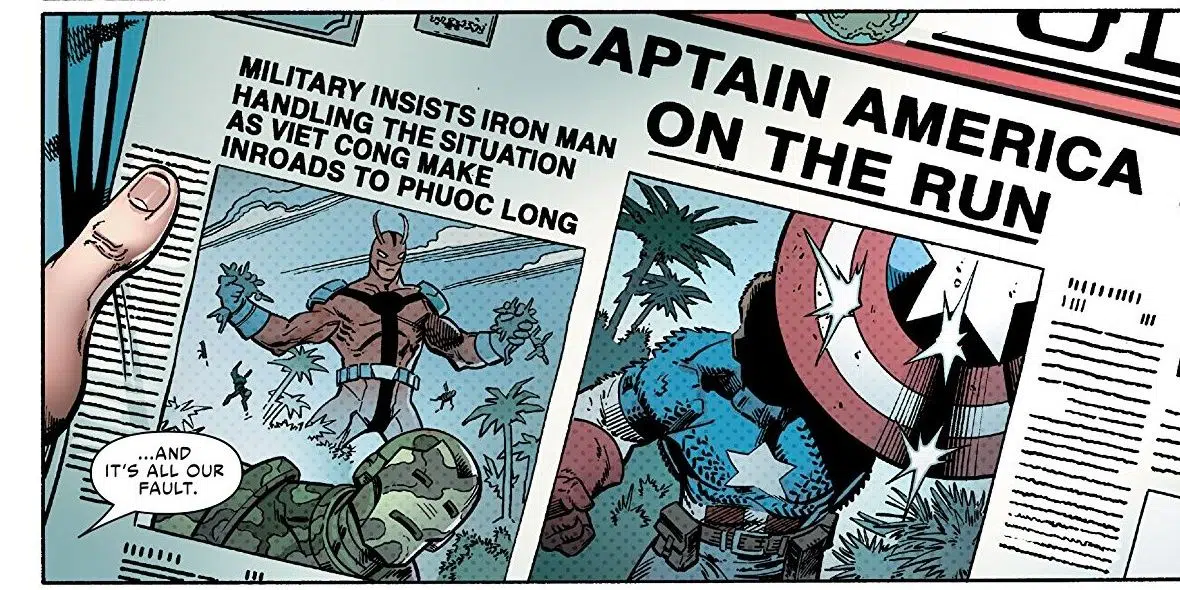 CAPTAIN AMERICA
ON THE RUN
MILITARY INSISTS IRON MAN
HANDLING THE SITUATION
AS VIET CONG MAKE
INROADS TO PHUOC LONG
...AND
IT'S ALL OUR
FAULT.